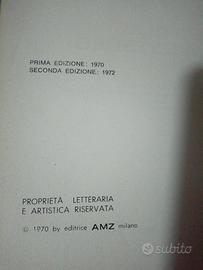 PRIMA EDIZIONE: 1970
SECONDA EDIZIONE: 1972
PROPRIETÀ LETTERARIA
E ARTISTICA RISERVATA
© 1970 by editrice AMZ milano
subito